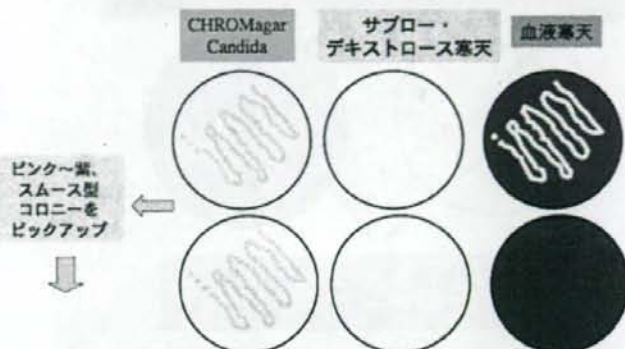 CHROMagar
Candida
サブロー・
デキストロース寒天
血液寒天
ピンク〜紫、
スムース型
コロニーを
ピックアップ